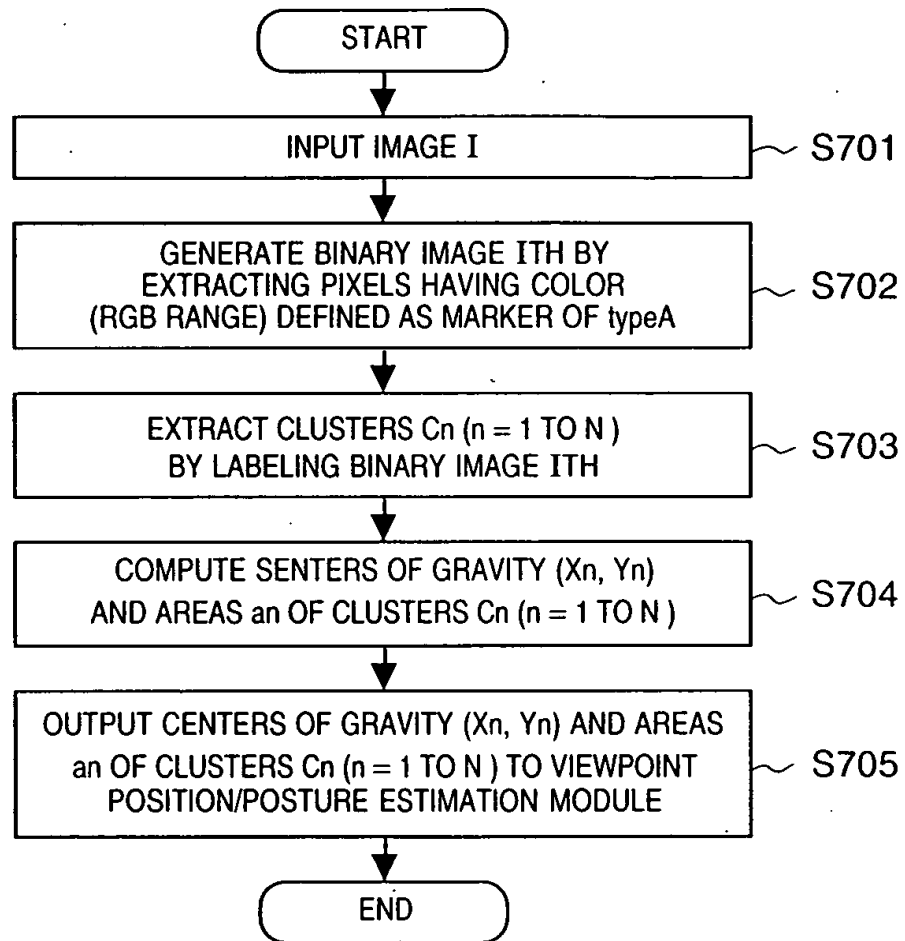 START
INPUT IMAGE I
S701
GENERATE BINARY IMAGE ITH BY
EXTRACTING PIXELS HAVING COLOR
(RGB RANGE) DEFINED AS MARKER OF typeA
S702
EXTRACT CLUSTERS Cn (n = 1 TO N )
BY LABELING BINARY IMAGE ITH
S703
COMPUTE SENTERS OF GRAVITY (Xn, Yn)
AND AREAS an OF CLUSTERS Cn (n = 1 TO N )
S704
OUTPUT CENTERS OF GRAVITY (Xn, Yn) AND AREAS
an OF CLUSTERS Cn (n = 1 TO N ) TO VIEWPOINT
POSITION/POSTURE ESTIMATION MODULE
S705
END